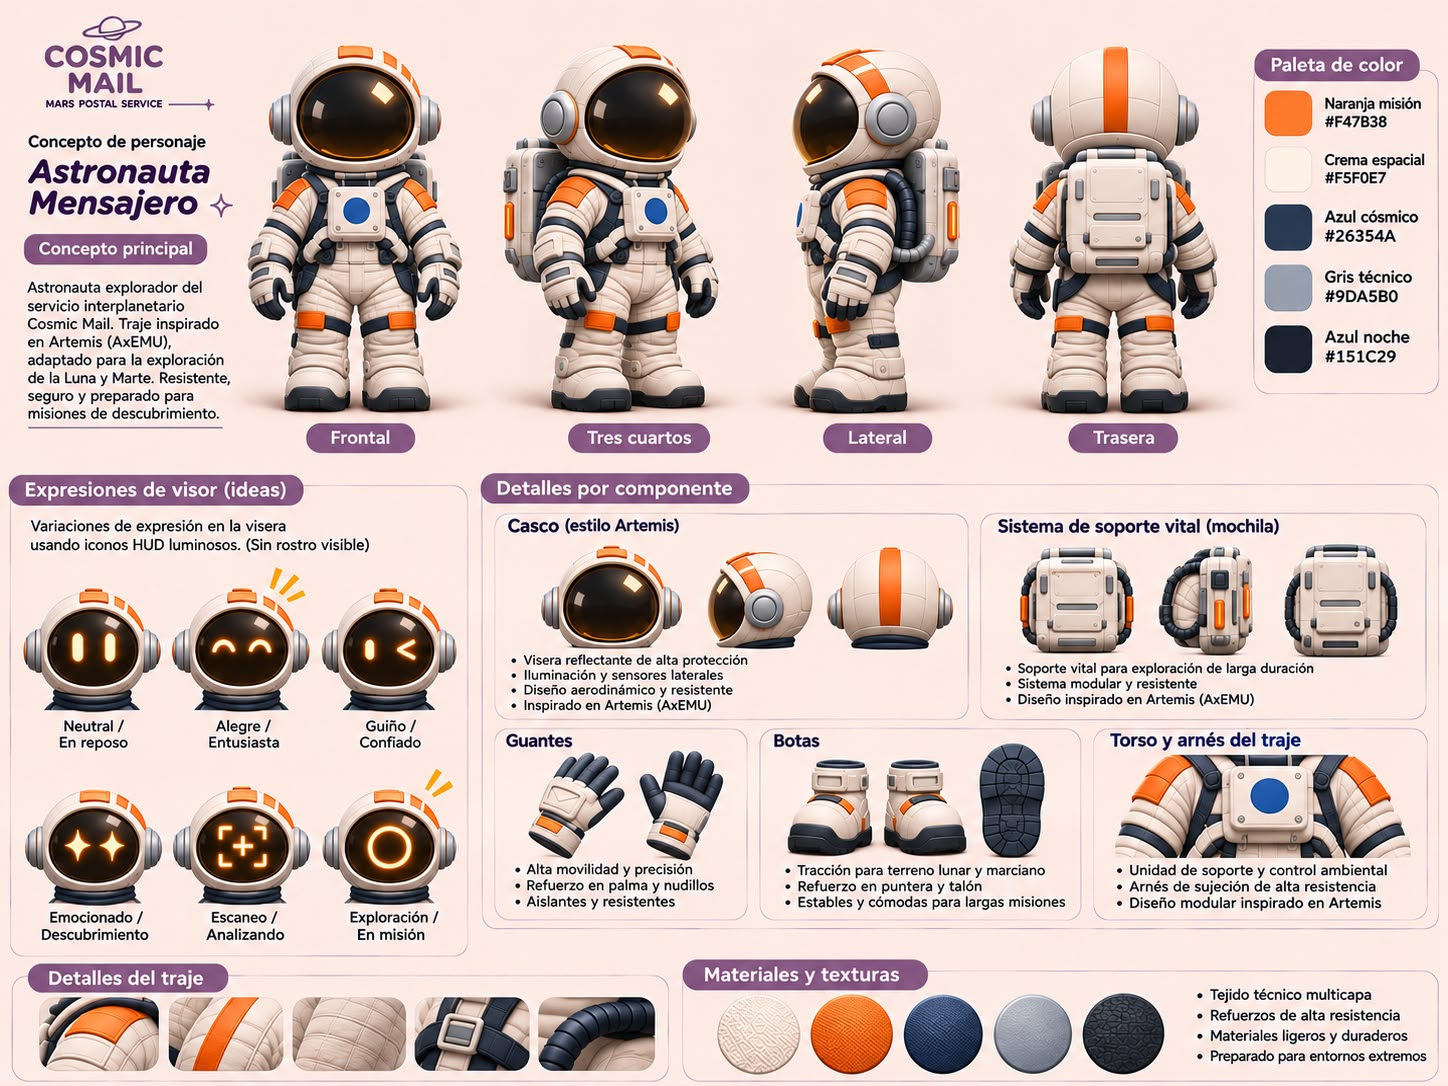 COSMIC
MAIL
MARS POSTAL SERVICE
Concepto de personaje
Astronauta
Mensajero
Concepto principal
Astronauta explorador del
servicio interplanetario
Cosmic Mail. Traje inspirado
en Artemis (AxEMU),
adaptado para la exploración
de la Luna y Marte. Resistente,
seguro y preparado para
misiones de descubrimiento.
Frontal
Tres cuartos
Lateral
Trasera
Paleta de color
Naranja misión
#F47B38
Crema espacial
#F5F0E7
Azul cósmico
#26354A
Gris técnico
#9DA5B0
Azul noche
#151C29
Expresiones de visor (ideas)
Variaciones de expresión en la visera
usando iconos HUD luminosos. (Sin rostro visible)
Neutral /
En reposo
Alegre /
Entusiasta
Guiño /
Confiado
Emocionado /
Descubrimiento
Escaneo /
Analizando
Exploración /
En misión
Detalles por componente
Casco (estilo Artemis)
• Visera reflectante de alta protección
• Iluminación y sensores laterales
• Diseño aerodinámico y resistente
• Inspirado en Artemis (AxEMU)
Sistema de soporte vital (mochila)
• Soporte vital para exploración de larga duración
• Sistema modular y resistente
• Diseño inspirado en Artemis (AxEMU)
Guantes
• Alta movilidad y precisión
• Refuerzo en palma y nudillos
• Aislantes y resistentes
Botas
• Tracción para terreno lunar y marciano
• Refuerzo en puntera y talón
• Estables y cómodas para largas misiones
Torso y arnés del traje
• Unidad de soporte y control ambiental
• Arnés de sujeción de alta resistencia
• Diseño modular inspirado en Artemis
Detalles del traje
Materiales y texturas
• Tejido técnico multicapa
• Refuerzos de alta resistencia
• Materiales ligeros y duraderos
• Preparado para entornos extremos